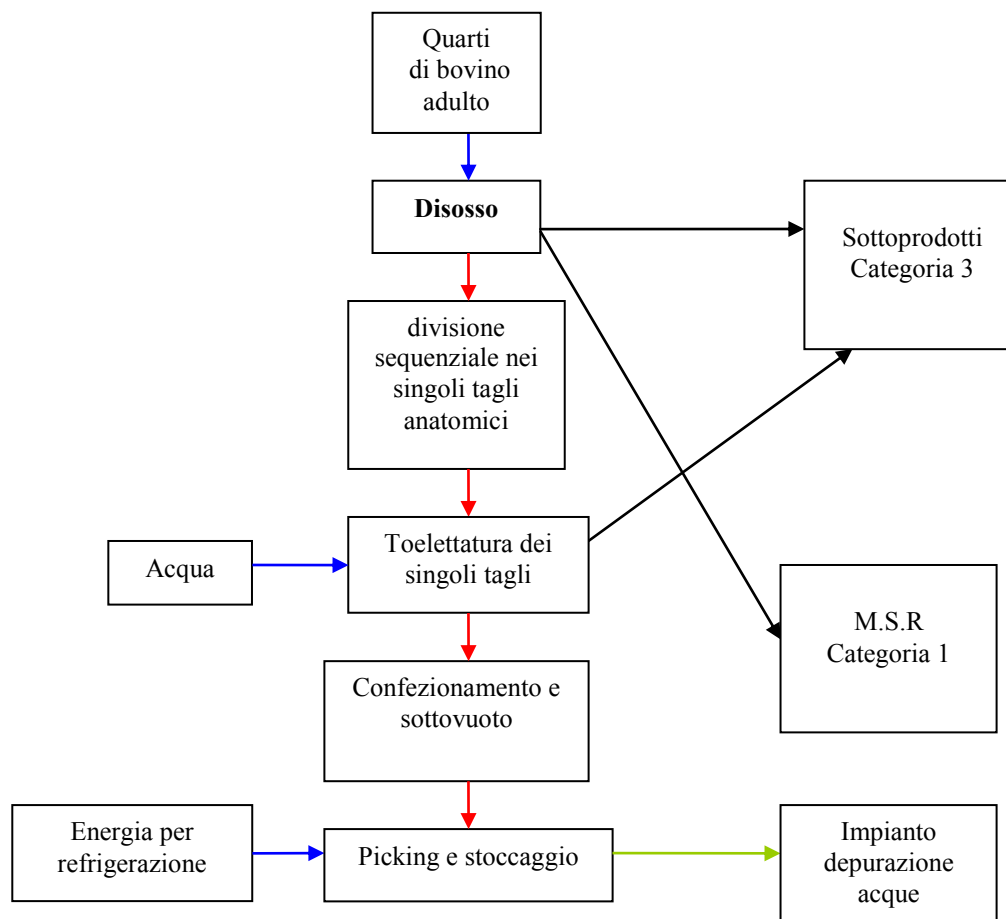 Quarti
di bovino
adulto
Disosso
Sottoprodotti
Categoria 3
divisione
sequenziale nei
singoli tagli
anatomici
Acqua
Toelettatura dei
singoli tagli
M.S.R
Categoria 1
Confezionamento e
sottovuoto
Energia per
refrigerazione
Picking e stoccaggio
Impianto
depurazione
acque